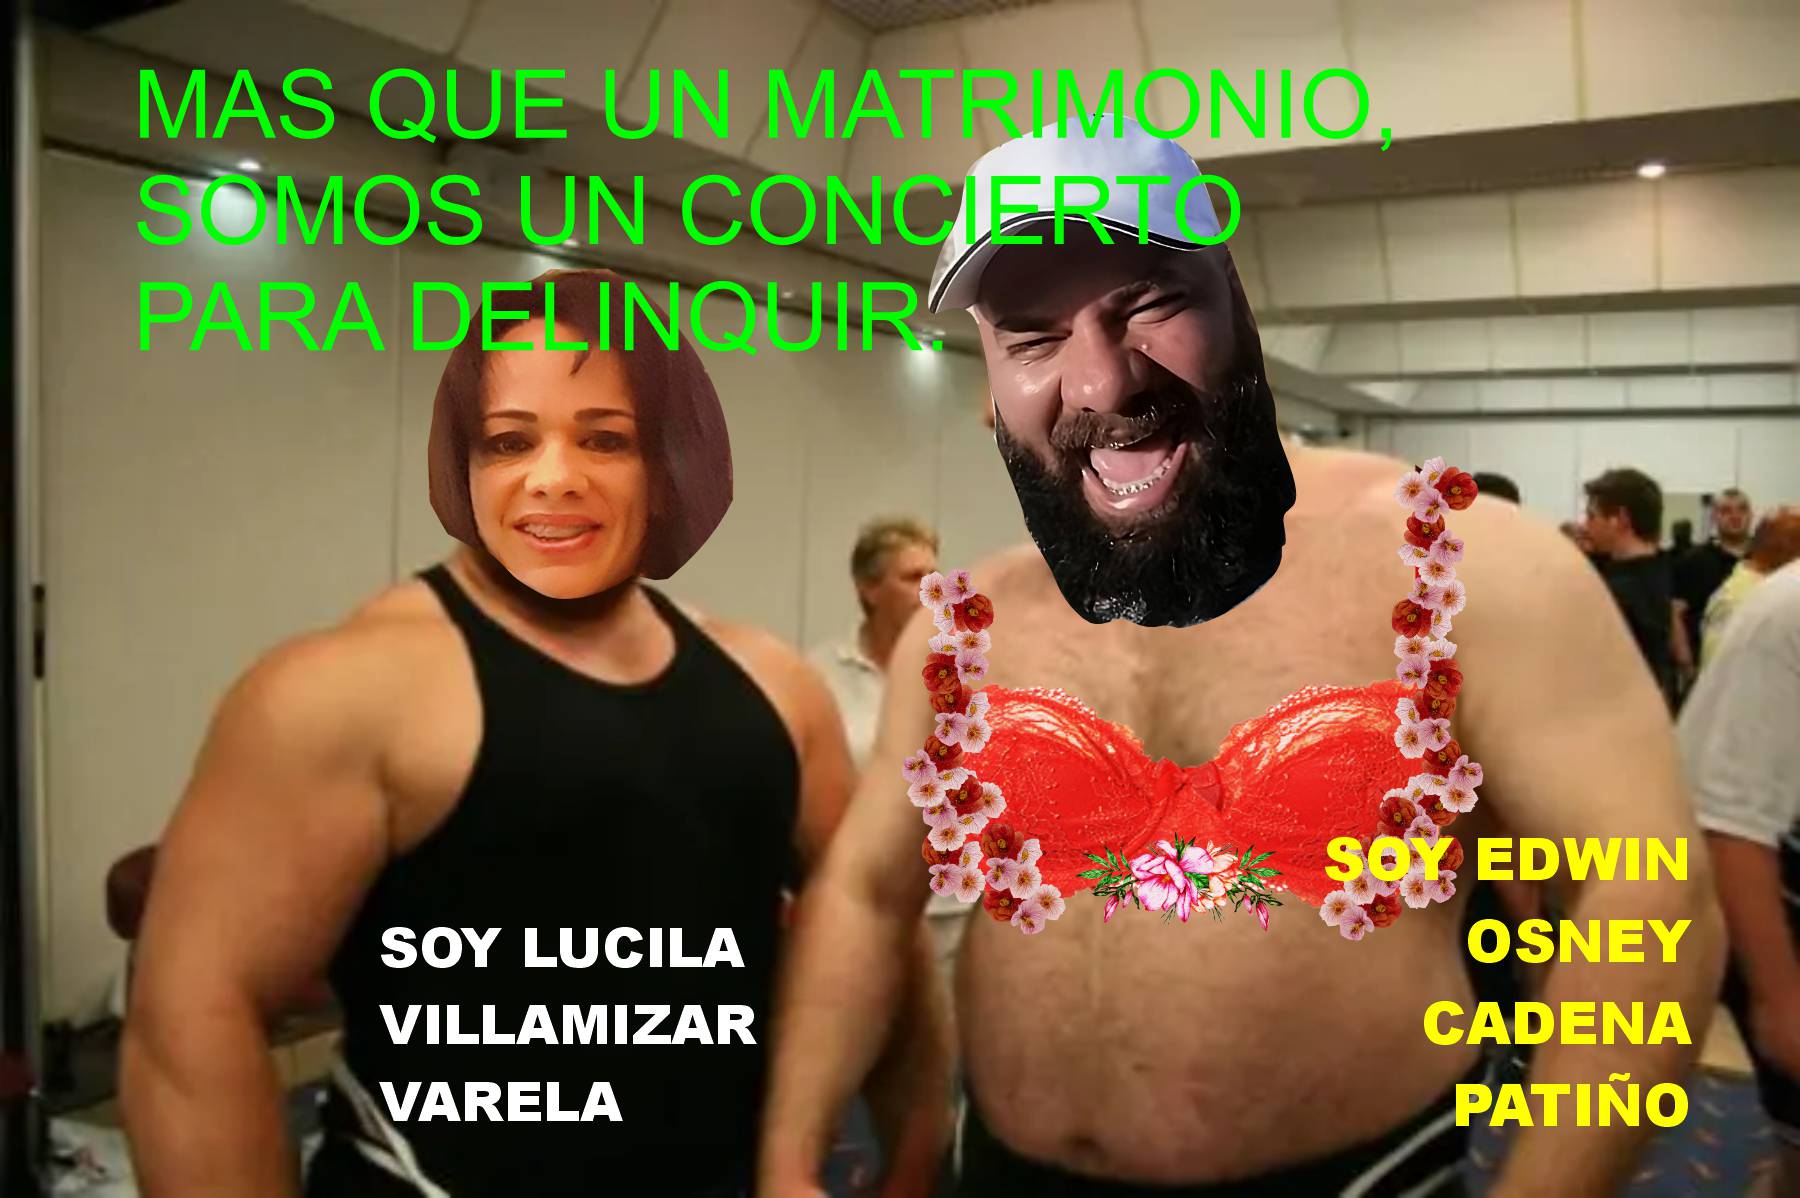 MAS QUE UN MATRIMONIO,
SOMOS UN CONCIERTO
PARA DELINQUIR.
SOY LUCILA
VILLAMIZAR
VARELA
SOY EDWIN
OSNEY
CADENA
PATIÑO